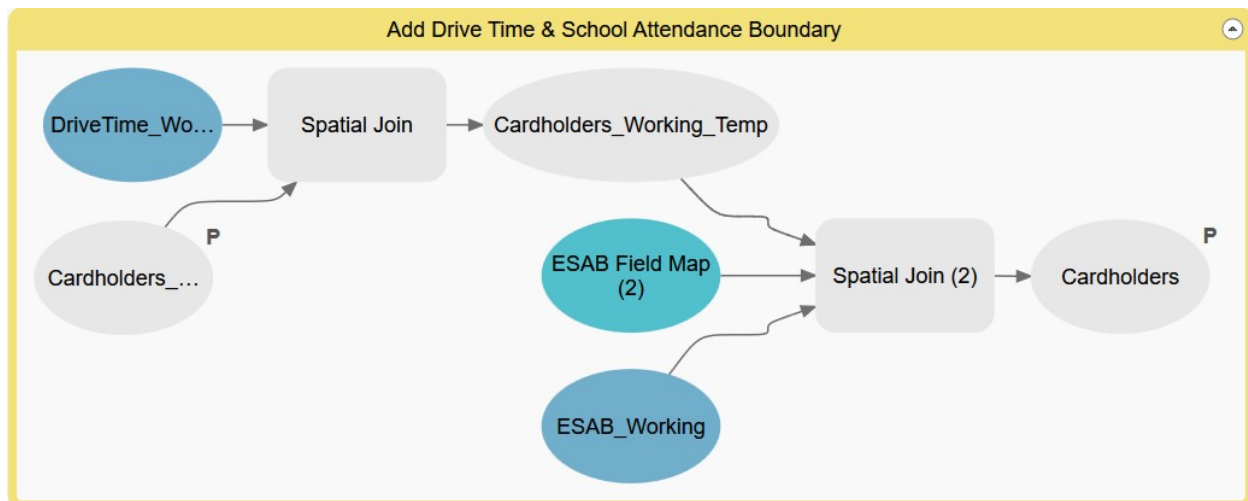 Add Drive Time & School Attendance Boundary
DriveTime_Wo...
Spatial Join
Cardholders_Working_Temp
Cardholders_...
P
ESAB Field Map
(2)
Spatial Join (2)
Cardholders
P
ESAB_Working